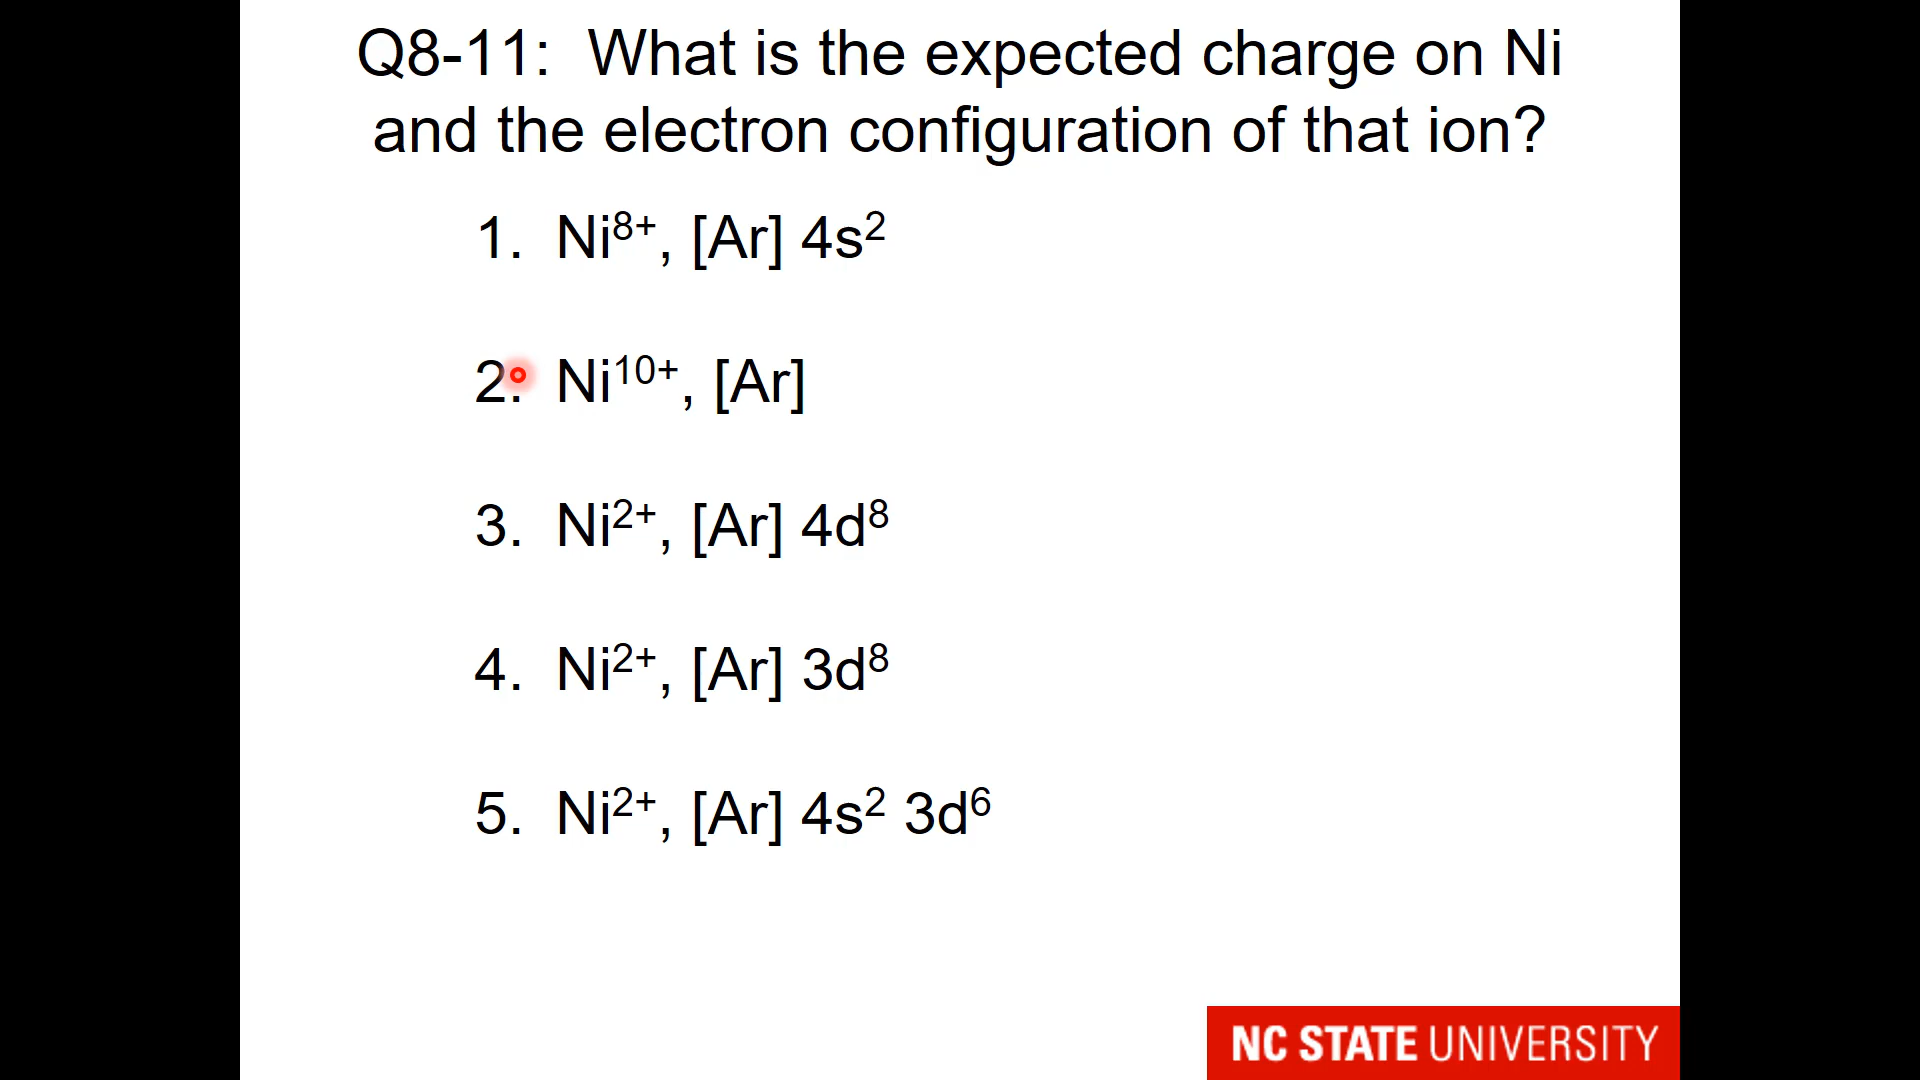 Q8-11: What is the expected charge on Ni
and the electron configuration of that ion?
1. Ni⁸⁺, [Ar] 4s²
2. Ni¹⁰⁺, [Ar]
3. Ni²⁺, [Ar] 4d⁸
4. Ni²⁺, [Ar] 3d⁸
5. Ni²⁺, [Ar] 4s² 3d⁶
NC STATE UNIVERSITY